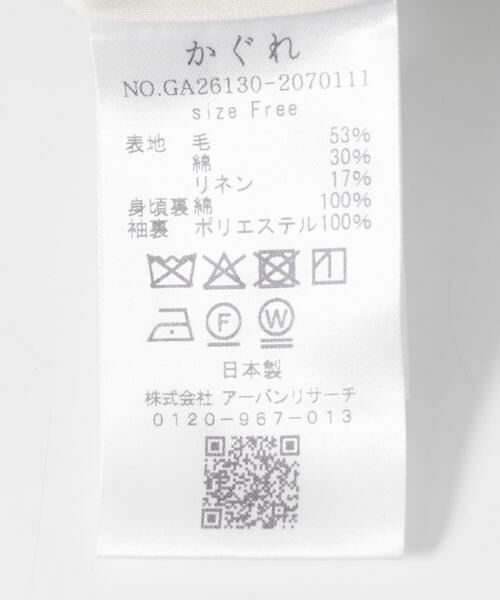 かぐれ
NO.GA26130-2070111
size Free
表地 毛 53%
綿 30%
リネン 17%
身頃裏 綿 100%
袖裏 ポリエステル 100%
F W
日本製
株式会社 アーバンリサーチ
0120-967-013